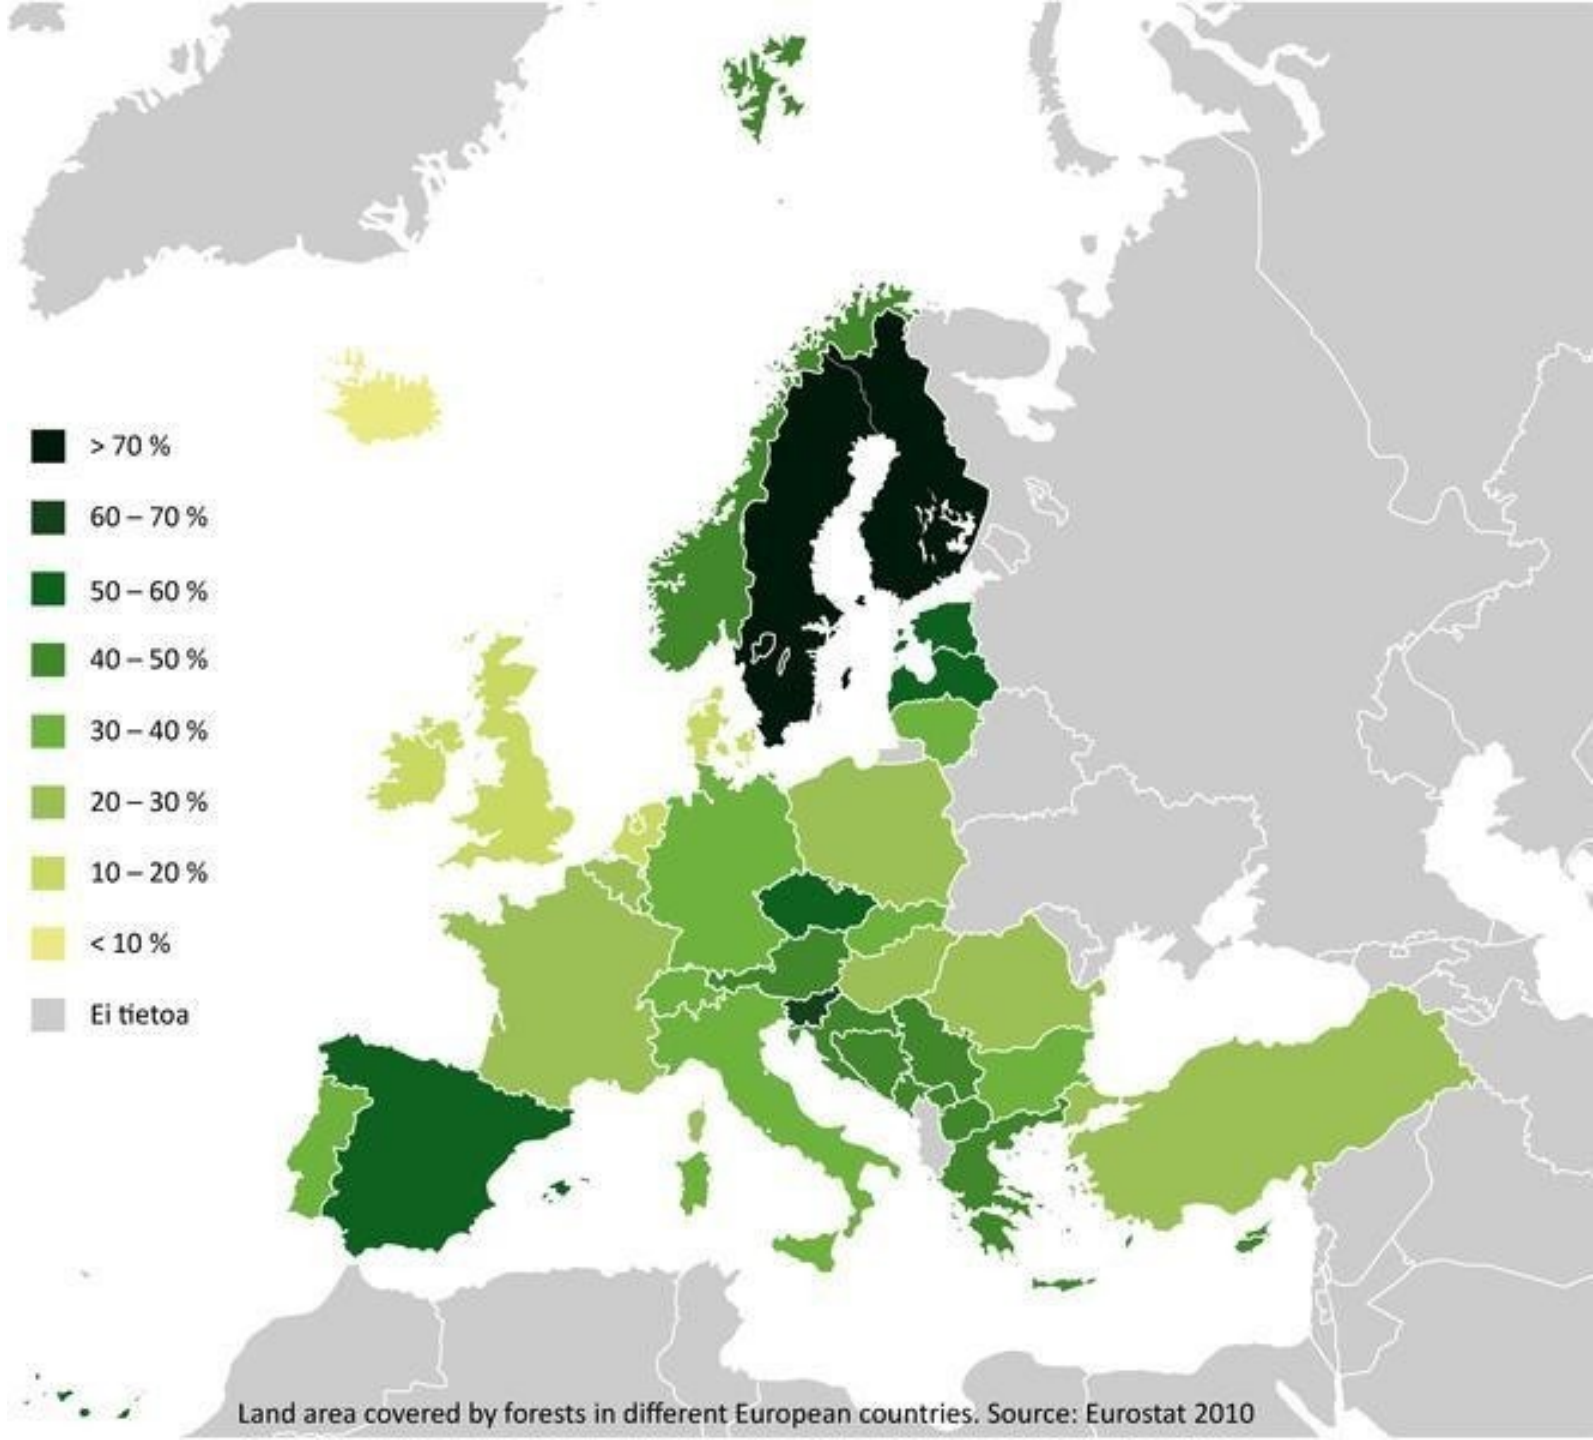 > 70 %
60 – 70 %
50 – 60 %
40 – 50 %
30 – 40 %
20 – 30 %
10 – 20 %
< 10 %
Ei tietoa
Land area covered by forests in different European countries. Source: Eurostat 2010